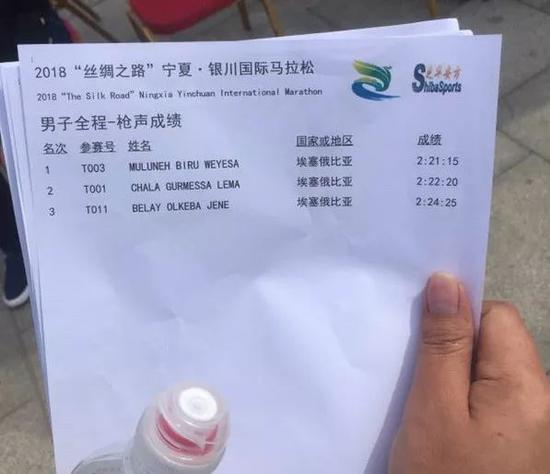 2018 “丝绸之路”宁夏·银川国际马拉松
2018 “The Silk Road” Ningxia Yinchuan International Marathon
ShibaSports
男子全程-枪声成绩
名次 参赛号 姓名 国家或地区 成绩
1 T003 MULUNEH BIRU WEYESA 埃塞俄比亚 2:21:15
2 T001 CHALA GURMESSA LEMA 埃塞俄比亚 2:22:20
3 T011 BELAY OLKEBA JENE 埃塞俄比亚 2:24:25